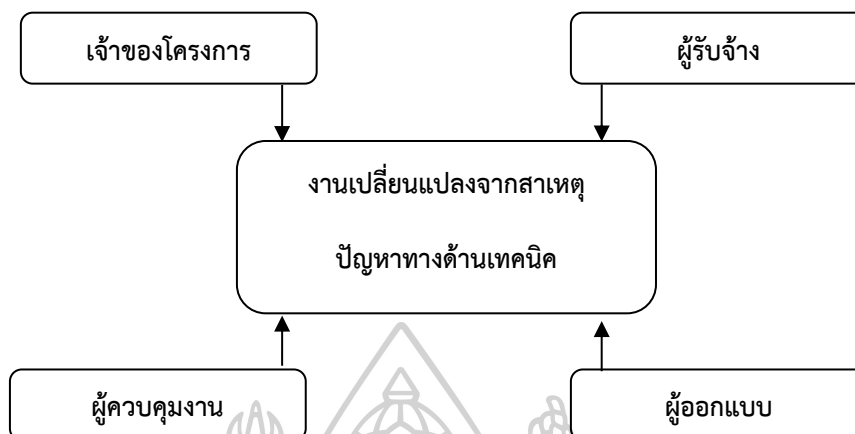 เจ้าของโครงการ
ผู้รับจ้าง
งานเปลี่ยนแปลงจากสาเหตุ
ปัญหาทางด้านเทคนิค
ผู้ควบคุมงาน
ผู้ออกแบบ